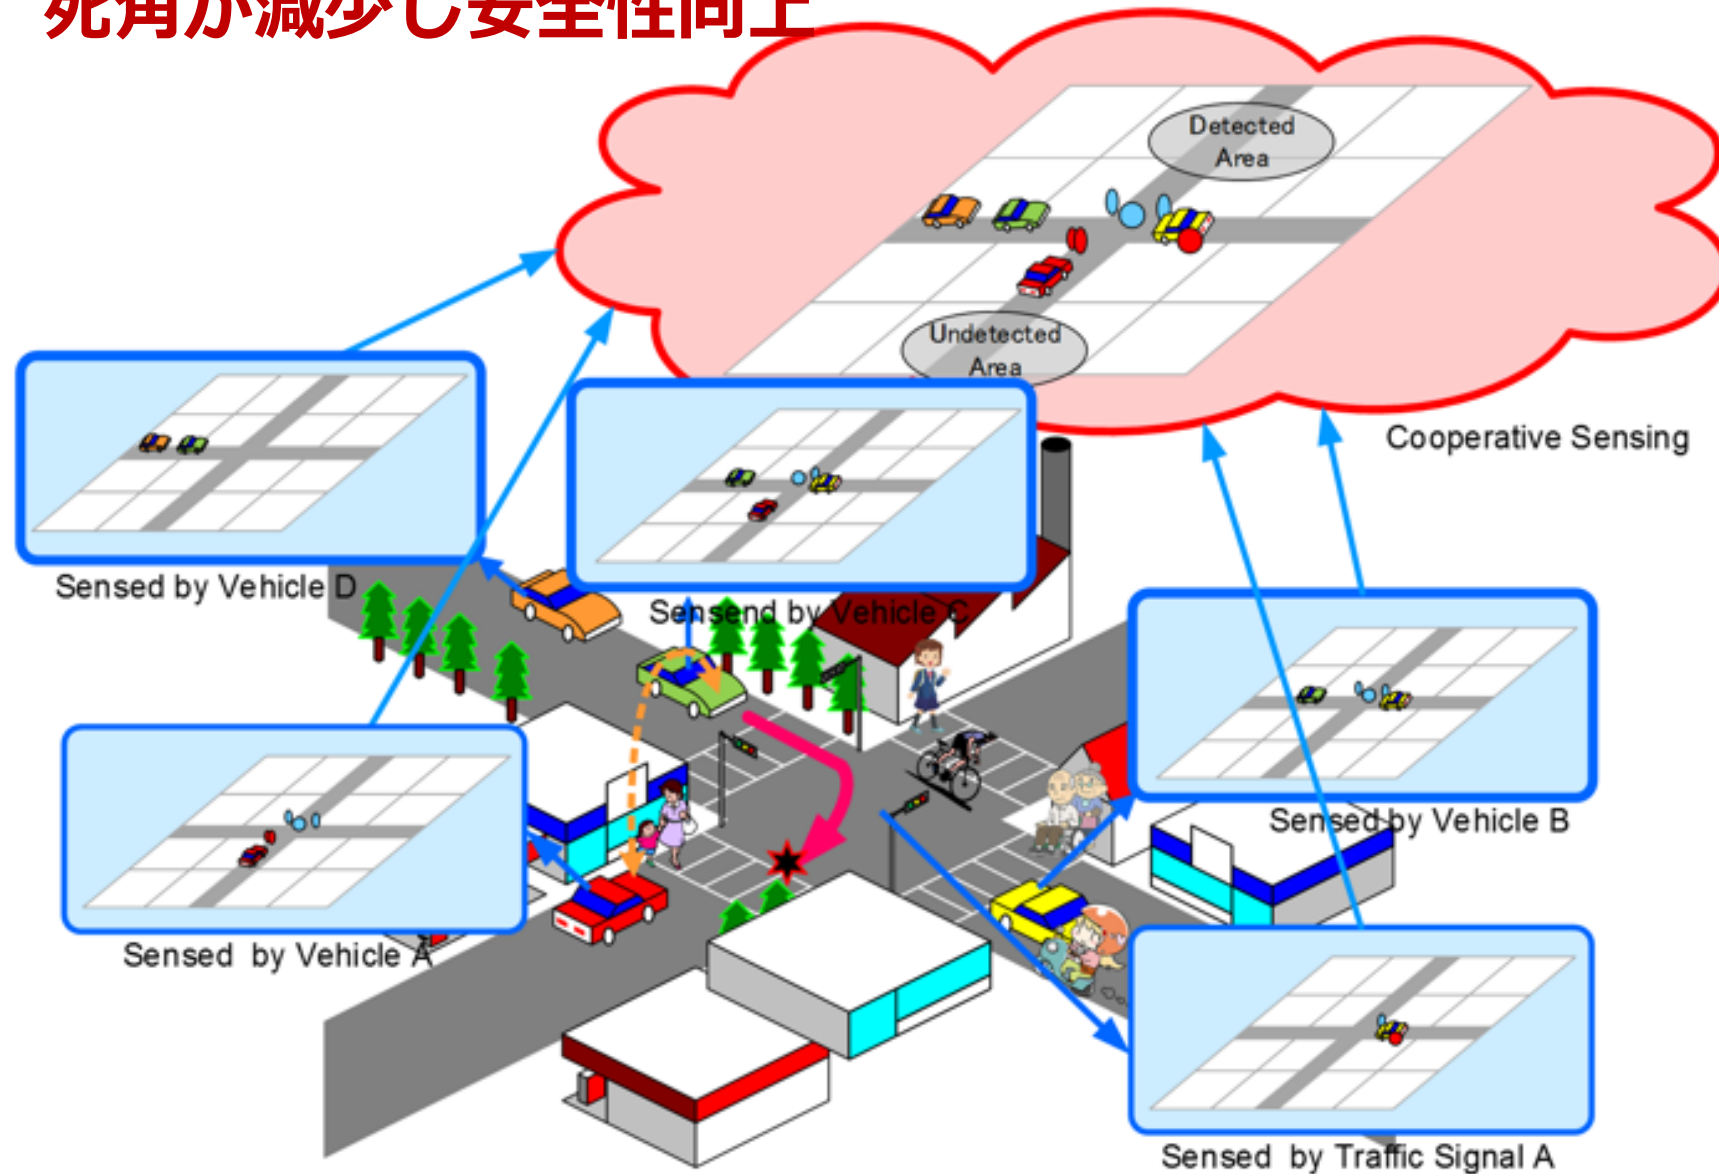 死角が減少し安全性向上
Detected
Area
Undetected
Area
Cooperative Sensing
Sensed by Vehicle D
Sensend by Vehicle C
Sensed by Vehicle B
Sensed by Vehicle A
Sensed by Traffic Signal A